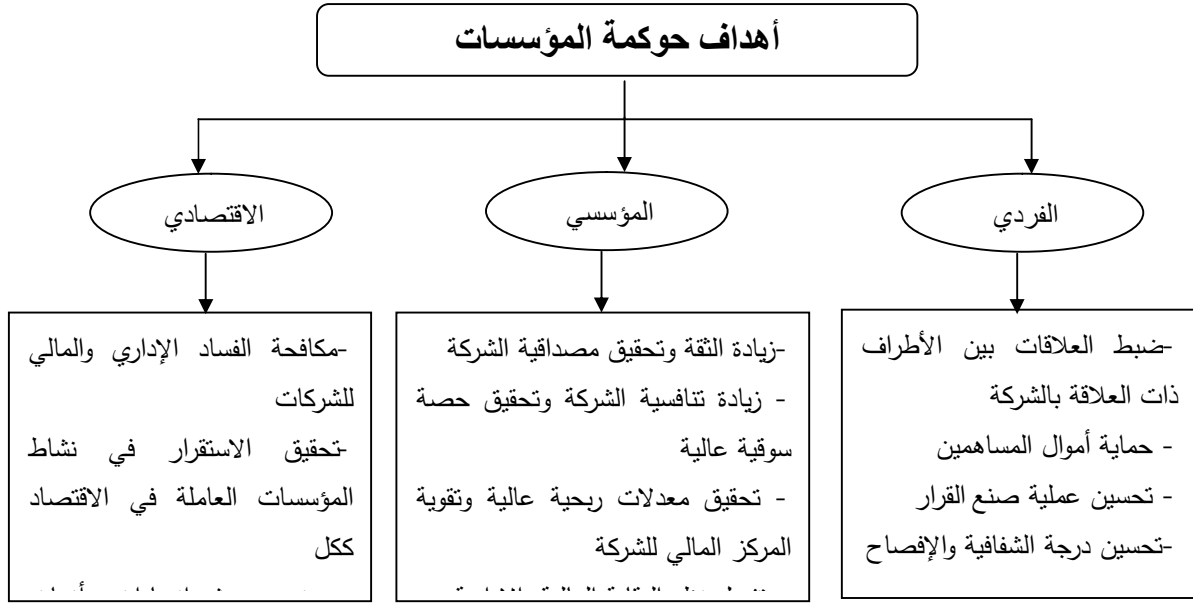 أهداف حوكمة المؤسسات
الفردي
المؤسسي
الاقتصادي
-ضبط العلاقات بين الأطراف
ذات العلاقة بالشركة
- حماية أموال المساهمين
- تحسين عملية صنع القرار
-تحسين درجة الشفافية والإفصاح
-زيادة الثقة وتحقيق مصداقية الشركة
- زيادة تنافسية الشركة وتحقيق حصة
سوقية عالية
- تحقيق معدلات ربحية عالية وتقوية
المركز المالي للشركة
-مكافحة الفساد الإداري والمالي
للشركات
-تحقيق الاستقرار في نشاط
المؤسسات العاملة في الاقتصاد
ككل